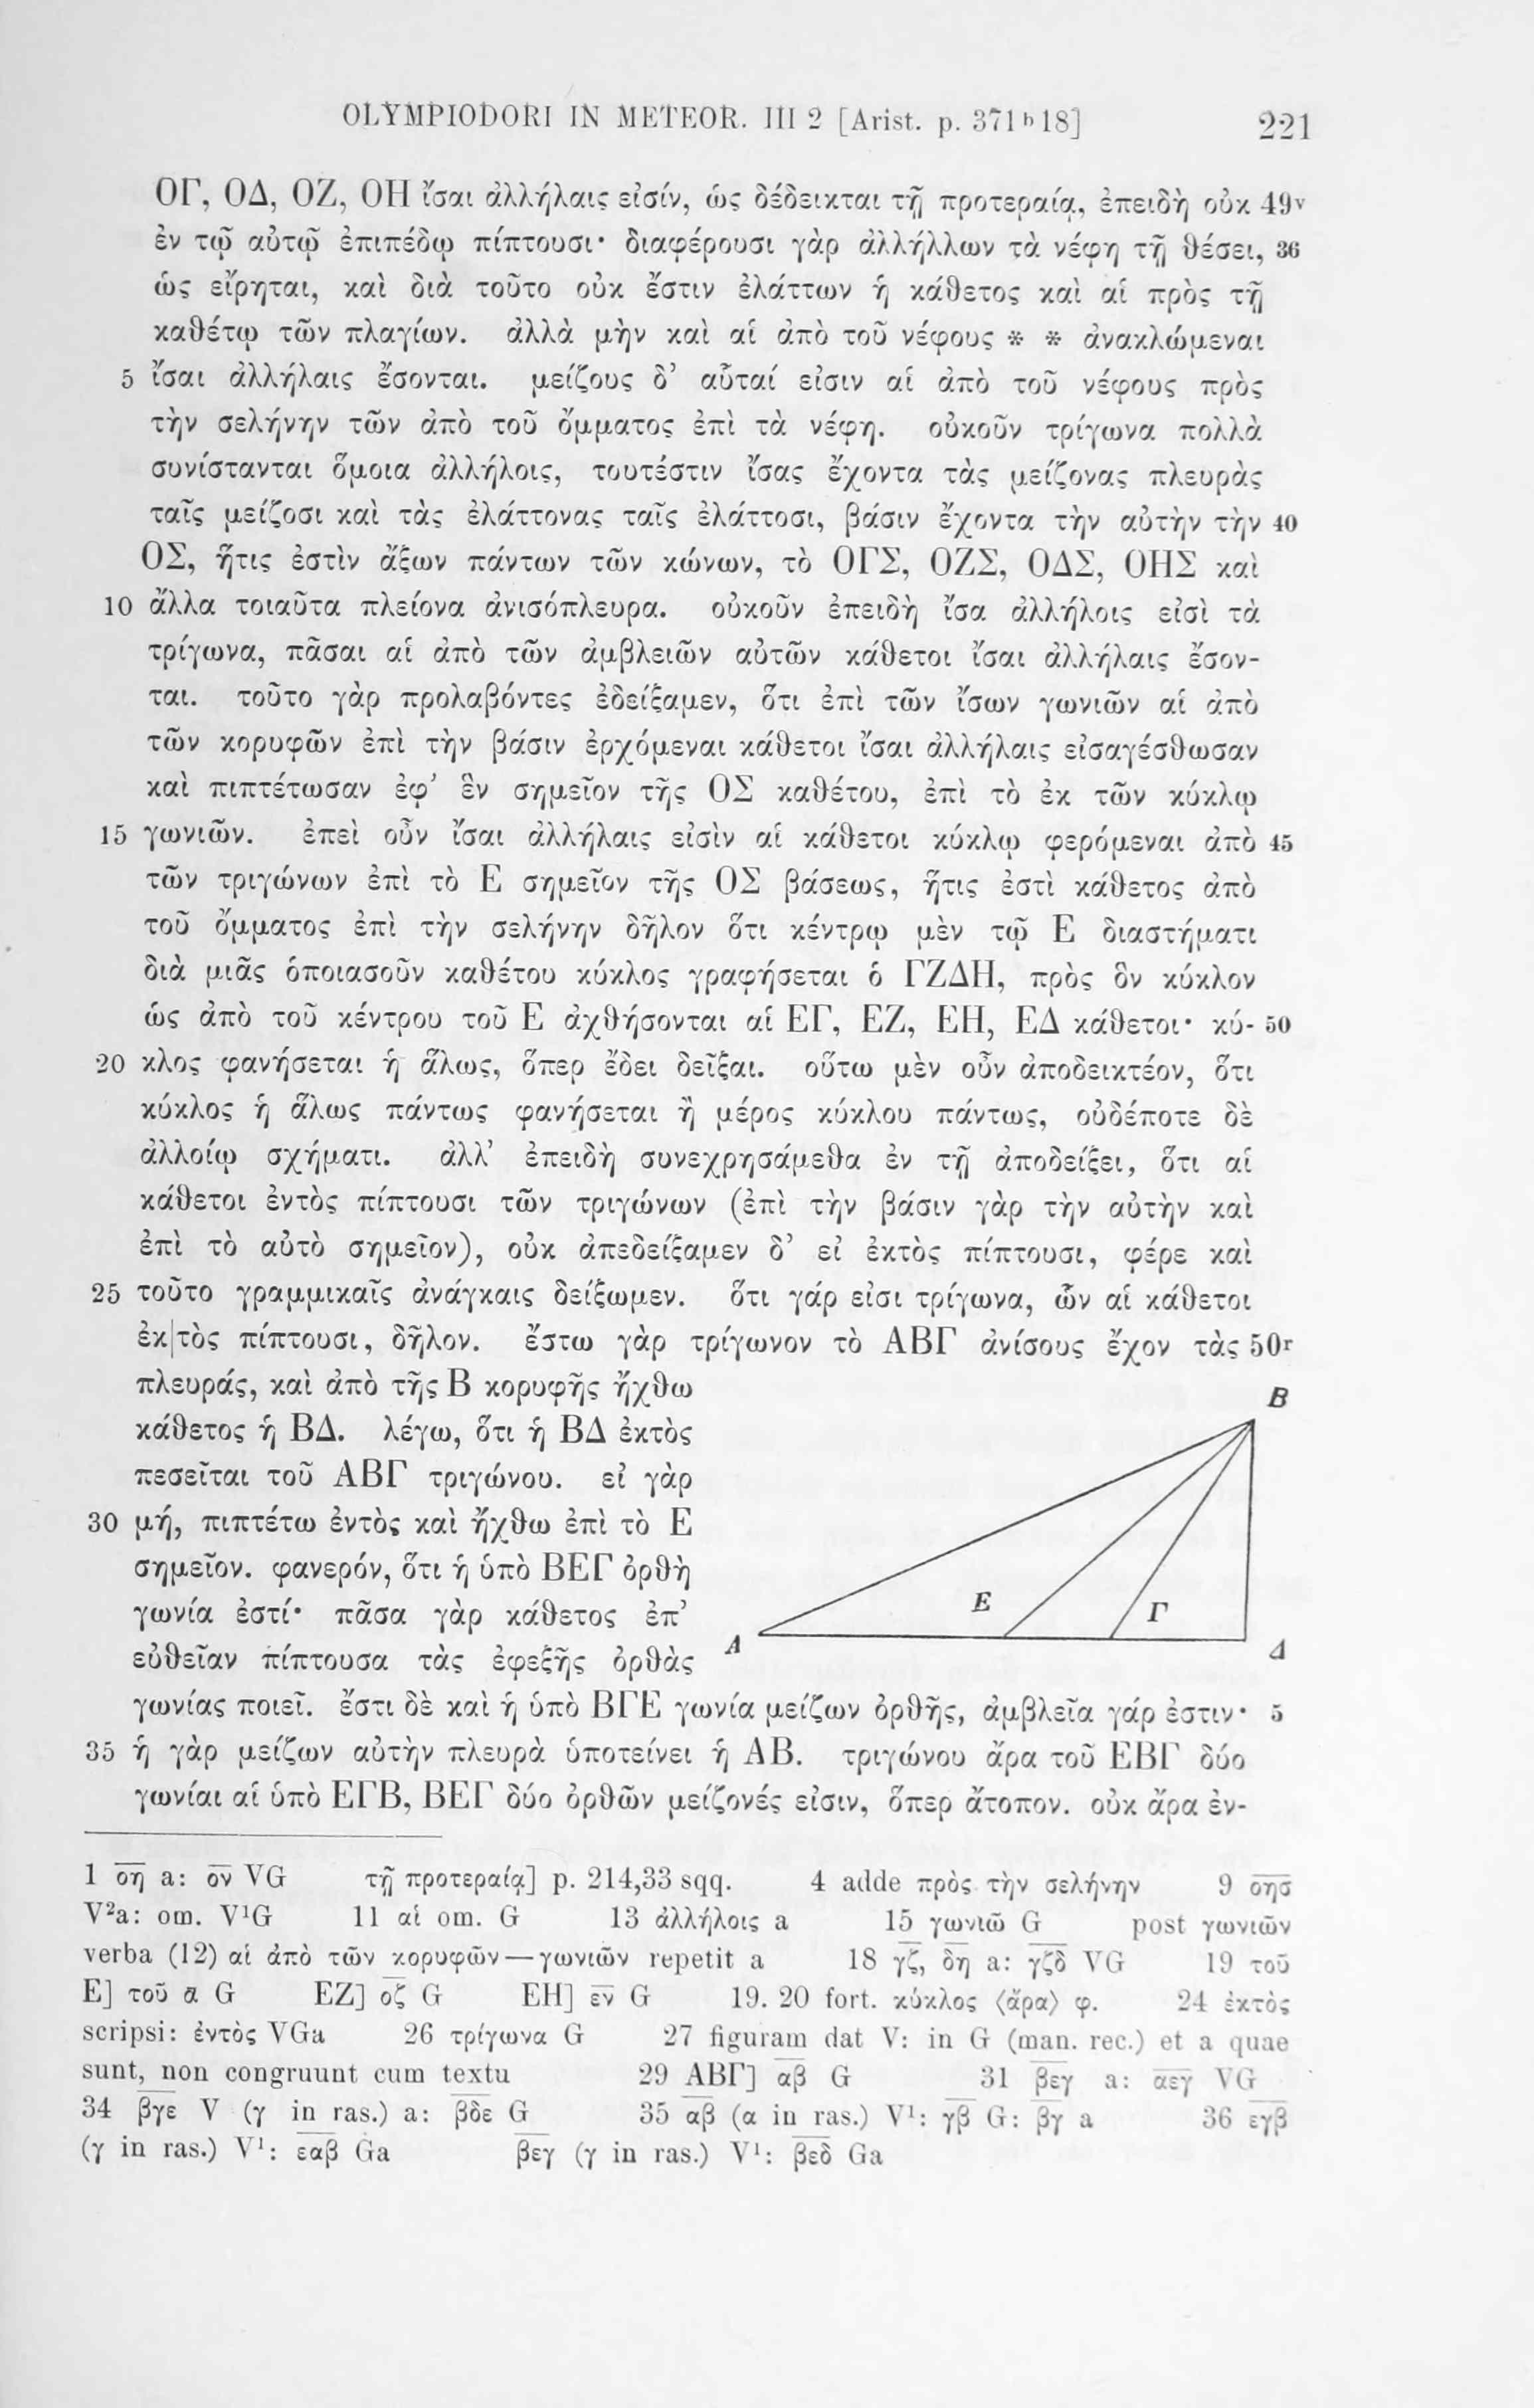 OLYMPIODORI IN METEOR. III 2 [Arist. p. 371ᵇ18] 221
ΟΓ, ΟΔ, ΟΖ, ΟΗ ἴσαι ἀλλήλαις εἰσίν, ὡς δέδεικται τῇ προτεραίᾳ, ἐπειδὴ οὐκ 49ᵛ
ἐν τῷ αὐτῷ ἐπιπέδῳ πίπτουσι· διαφέρουσι γὰρ ἀλλήλων τὰ νέφη τῇ θέσει, 36
ὡς εἴρηται, καὶ διὰ τοῦτο οὐκ ἔστιν ἐλάττων ἡ κάθετος καὶ αἱ πρὸς τῇ
καθέτῳ τῶν πλαγίων. ἀλλὰ μὴν καὶ αἱ ἀπὸ τοῦ νέφους * * ἀνακλώμεναι
5 ἴσαι ἀλλήλαις ἔσονται. μείζους δ’ αὗταί εἰσιν αἱ ἀπὸ τοῦ νέφους πρὸς
τὴν σελήνην τῶν ἀπὸ τοῦ ὄμματος ἐπὶ τὰ νέφη. οὐκοῦν τρίγωνα πολλὰ
συνίστανται ὅμοια ἀλλήλοις, τουτέστιν ἴσας ἔχοντα τὰς μείζονας πλευρὰς
ταῖς μείζοσι καὶ τὰς ἐλάττονας ταῖς ἐλάττοσι, βάσιν ἔχοντα τὴν αὐτὴν τὴν 40
ΟΣ, ἥτις ἐστὶν ἄξων πάντων τῶν κώνων, τὸ ΟΓΣ, ΟΖΣ, ΟΔΣ, ΟΗΣ καὶ
10 ἄλλα τοιαῦτα πλείονα ἀνισόπλευρα. οὐκοῦν ἐπειδὴ ἴσα ἀλλήλοις εἰσὶ τὰ
τρίγωνα, πᾶσαι αἱ ἀπὸ τῶν ἀμβλειῶν αὐτῶν κάθετοι ἴσαι ἀλλήλαις ἔσον-
ται. τοῦτο γὰρ προλαβόντες ἐδείξαμεν, ὅτι ἐπὶ τῶν ἴσων γωνιῶν αἱ ἀπὸ
τῶν κορυφῶν ἐπὶ τὴν βάσιν ἐρχόμεναι κάθετοι ἴσαι ἀλλήλαις εἰσαγέσθωσαν
καὶ πιπτέτωσαν ἐφ’ ἓν σημεῖον τῆς ΟΣ καθέτου, ἐπὶ τὸ ἐκ τῶν κύκλῳ
15 γωνιῶν. ἐπεὶ οὖν ἴσαι ἀλλήλαις εἰσὶν αἱ κάθετοι κύκλῳ φερόμεναι ἀπὸ 45
τῶν τριγώνων ἐπὶ τὸ Ε σημεῖον τῆς ΟΣ βάσεως, ἥτις ἐστὶ κάθετος ἀπὸ
τοῦ ὄμματος ἐπὶ τὴν σελήνην δῆλον ὅτι κέντρῳ μὲν τῷ Ε διαστήματι
διὰ μιᾶς ὁποιασοῦν καθέτου κύκλος γραφήσεται ὁ ΓΖΔΗ, πρὸς ὃν κύκλον
ὡς ἀπὸ τοῦ κέντρου τοῦ Ε ἀχθήσονται αἱ ΕΓ, ΕΖ, ΕΗ, ΕΔ κάθετοι· κύ- 50
20 κλος φανήσεται ἡ ἅλως, ὅπερ ἔδει δεῖξαι. οὕτω μὲν οὖν ἀποδεικτέον, ὅτι
κύκλος ἡ ἅλως πάντως φανήσεται ἢ μέρος κύκλου πάντως, οὐδέποτε δὲ
ἀλλοίῳ σχήματι. ἀλλ’ ἐπειδὴ συνεχρησάμεθα ἐν τῇ ἀποδείξει, ὅτι αἱ
κάθετοι ἐντὸς πίπτουσι τῶν τριγώνων (ἐπὶ τὴν βάσιν γὰρ τὴν αὐτὴν καὶ
ἐπὶ τὸ αὐτὸ σημεῖον), οὐκ ἀπεδείξαμεν δ’ εἰ ἐκτὸς πίπτουσι, φέρε καὶ
25 τοῦτο γραμμικαῖς ἀνάγκαις δείξωμεν. ὅτι γάρ εἰσι τρίγωνα, ὧν αἱ κάθετοι
ἐκ|τὸς πίπτουσι, δῆλον. ἔστω γὰρ τρίγωνον τὸ ΑΒΓ ἀνίσους ἔχον τὰς 50ʳ
πλευράς, καὶ ἀπὸ τῆς Β κορυφῆς ἤχθω
κάθετος ἡ ΒΔ. λέγω, ὅτι ἡ ΒΔ ἐκτὸς
πεσεῖται τοῦ ΑΒΓ τριγώνου. εἰ γὰρ
30 μή, πιπτέτω ἐντὸς καὶ ἤχθω ἐπὶ τὸ Ε
σημεῖον. φανερόν, ὅτι ἡ ὑπὸ ΒΕΓ ὀρθὴ
γωνία ἐστί· πᾶσα γὰρ κάθετος ἐπ’
εὐθεῖαν πίπτουσα τὰς ἐφεξῆς ὀρθὰς
B
E
Γ
A
Δ
γωνίας ποιεῖ. ἔστι δὲ καὶ ἡ ὑπὸ ΒΓΕ γωνία μείζων ὀρθῆς, ἀμβλεῖα γάρ ἐστιν· 5
35 ἡ γὰρ μείζων αὐτὴν πλευρὰ ὑποτείνει ἡ ΑΒ. τριγώνου ἄρα τοῦ ΕΒΓ δύο
γωνίαι αἱ ὑπὸ ΕΓΒ, ΒΕΓ δύο ὀρθῶν μείζονές εἰσιν, ὅπερ ἄτοπον. οὐκ ἄρα ἐν-
1 οη a: ον VG τῇ προτεραίᾳ] p. 214,33 sqq. 4 adde πρὸς τὴν σελήνην 9 οησ
V²a: om. V¹G 11 αἱ om. G 13 ἀλλήλοις a 15 γωνιῶ G post γωνιῶν
verba (12) αἱ ἀπὸ τῶν κορυφῶν — γωνιῶν repetit a 18 γζ, δη a: γζδ VG 19 τοῦ
Ε] τοῦ α G ΕΖ] οζ G ΕΗ] εν G 19. 20 fort. κύκλος ⟨ἄρα⟩ φ. 24 ἐκτὸς
scripsi: ἐντὸς VGa 26 τρίγωνα G 27 figuram dat V: in G (man. rec.) et a quae
sunt, non congruunt cum textu 29 ΑΒΓ] αβ G 31 βεγ a: αεγ VG
34 βγε V (γ in ras.) a: βδε G 35 αβ (α in ras.) V¹: γβ G: βγ a 36 εγβ
(γ in ras.) V¹: εαβ Ga βεγ (γ in ras.) V¹: βεδ Ga